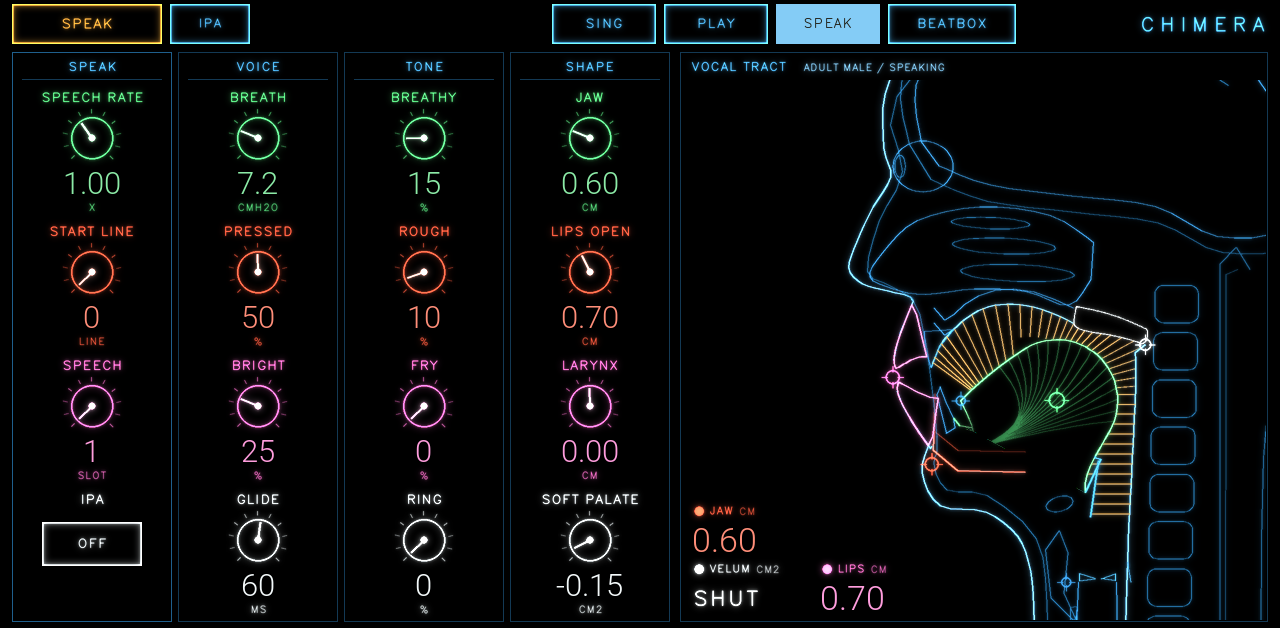 SPEAK
IPA
SING
PLAY
SPEAK
BEATBOX
CHIMERA
SPEAK
SPEECH RATE
1.00
X
START LINE
0
LINE
SPEECH
1
SLOT
IPA
OFF
VOICE
BREATH
7.2
CMH2O
PRESSED
50
%
BRIGHT
25
%
GLIDE
60
MS
TONE
BREATHY
15
%
ROUGH
10
%
FRY
0
%
RING
0
%
SHAPE
JAW
0.60
CM
LIPS OPEN
0.70
CM
LARYNX
0.00
CM
SOFT PALATE
-0.15
CM2
VOCAL TRACT ADULT MALE / SPEAKING
JAW CM
0.60
VELUM CM2
SHUT
LIPS CM
0.70